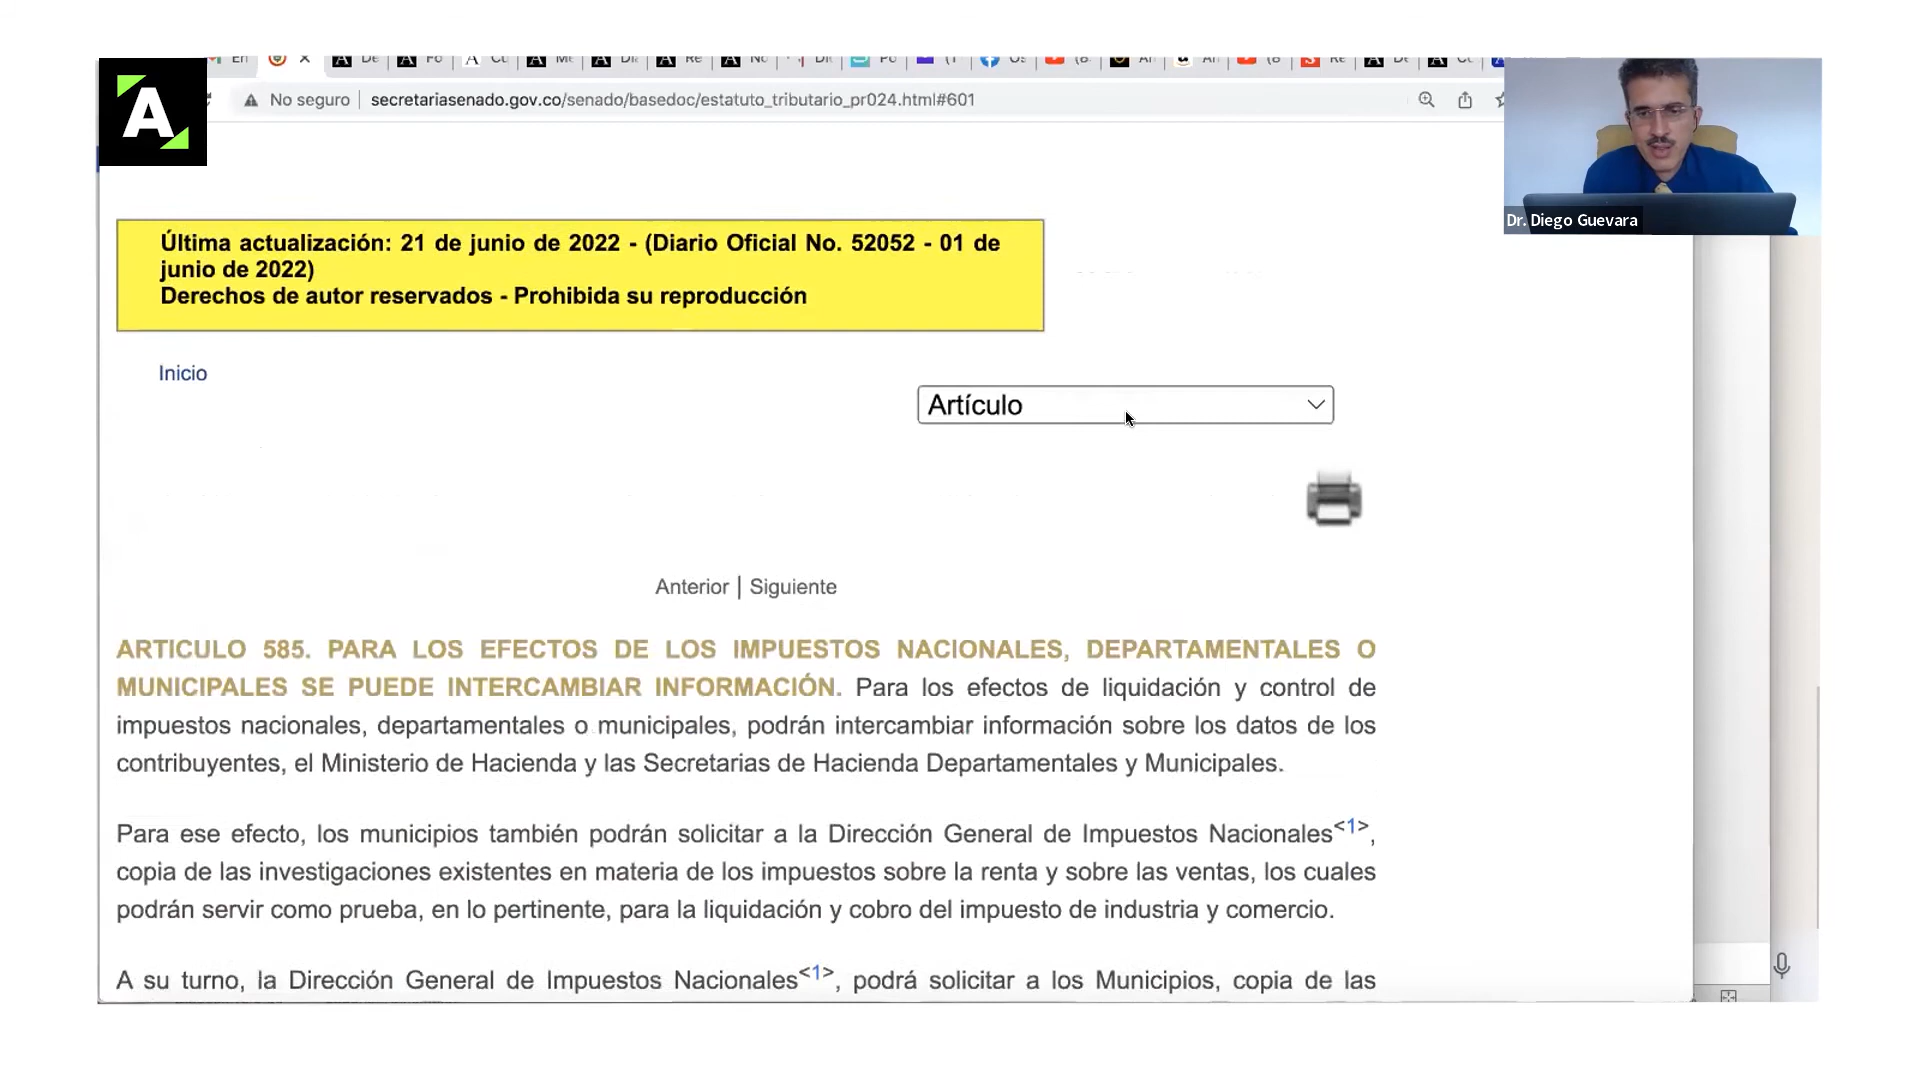 A
No seguro
secretariasenado.gov.co/senado/basedoc/estatuto_tributario_pr024.html#601
Dr. Diego Guevara
Última actualización: 21 de junio de 2022 - (Diario Oficial No. 52052 - 01 de
junio de 2022)
Derechos de autor reservados - Prohibida su reproducción
Inicio
Artículo
Anterior | Siguiente
ARTICULO 585. PARA LOS EFECTOS DE LOS IMPUESTOS NACIONALES, DEPARTAMENTALES O
MUNICIPALES SE PUEDE INTERCAMBIAR INFORMACIÓN. Para los efectos de liquidación y control de
impuestos nacionales, departamentales o municipales, podrán intercambiar información sobre los datos de los
contribuyentes, el Ministerio de Hacienda y las Secretarias de Hacienda Departamentales y Municipales.
Para ese efecto, los municipios también podrán solicitar a la Dirección General de Impuestos Nacionales<1>,
copia de las investigaciones existentes en materia de los impuestos sobre la renta y sobre las ventas, los cuales
podrán servir como prueba, en lo pertinente, para la liquidación y cobro del impuesto de industria y comercio.
A su turno, la Dirección General de Impuestos Nacionales<1>, podrá solicitar a los Municipios, copia de las